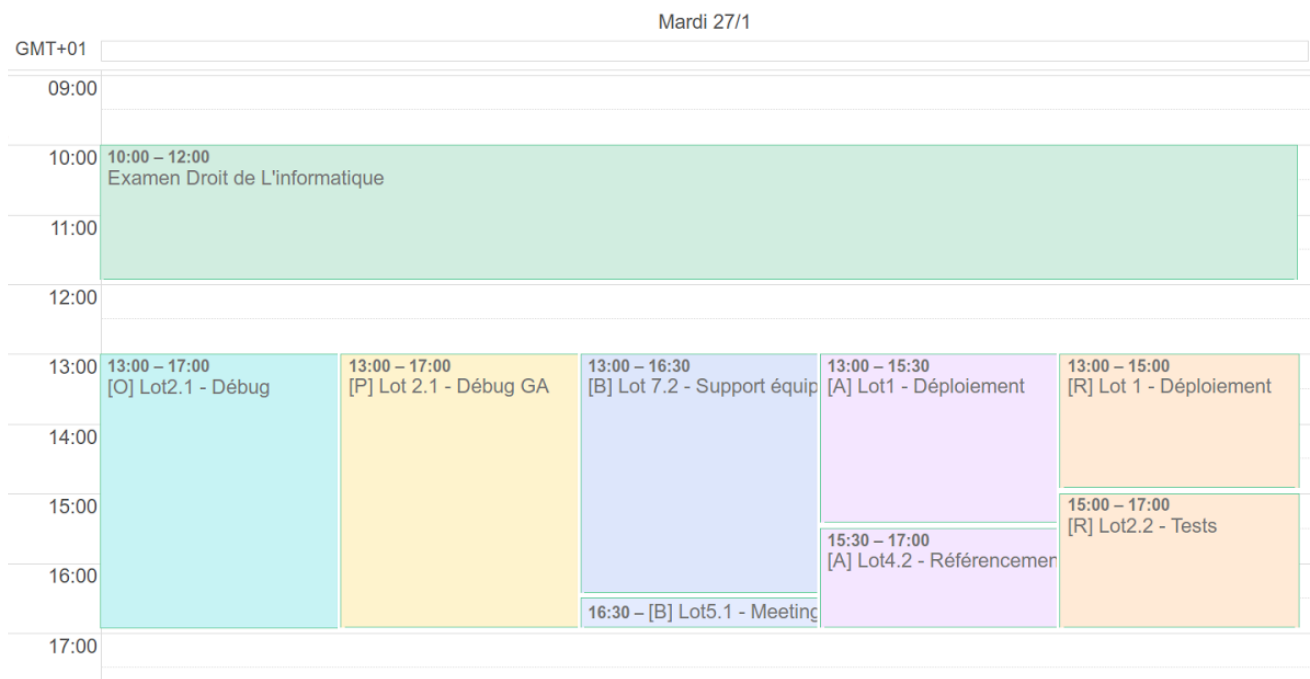 Mardi 27/1
GMT+01
09:00
10:00
11:00
12:00
13:00
14:00
15:00
16:00
17:00
10:00 – 12:00
Examen Droit de L'informatique
13:00 – 17:00
[O] Lot2.1 - Débug
13:00 – 17:00
[P] Lot 2.1 - Débug GA
13:00 – 16:30
[B] Lot 7.2 - Support équip
16:30 – [B] Lot5.1 - Meeting
13:00 – 15:30
[A] Lot1 - Déploiement
15:30 – 17:00
[A] Lot4.2 - Référencemen
13:00 – 15:00
[R] Lot 1 - Déploiement
15:00 – 17:00
[R] Lot2.2 - Tests